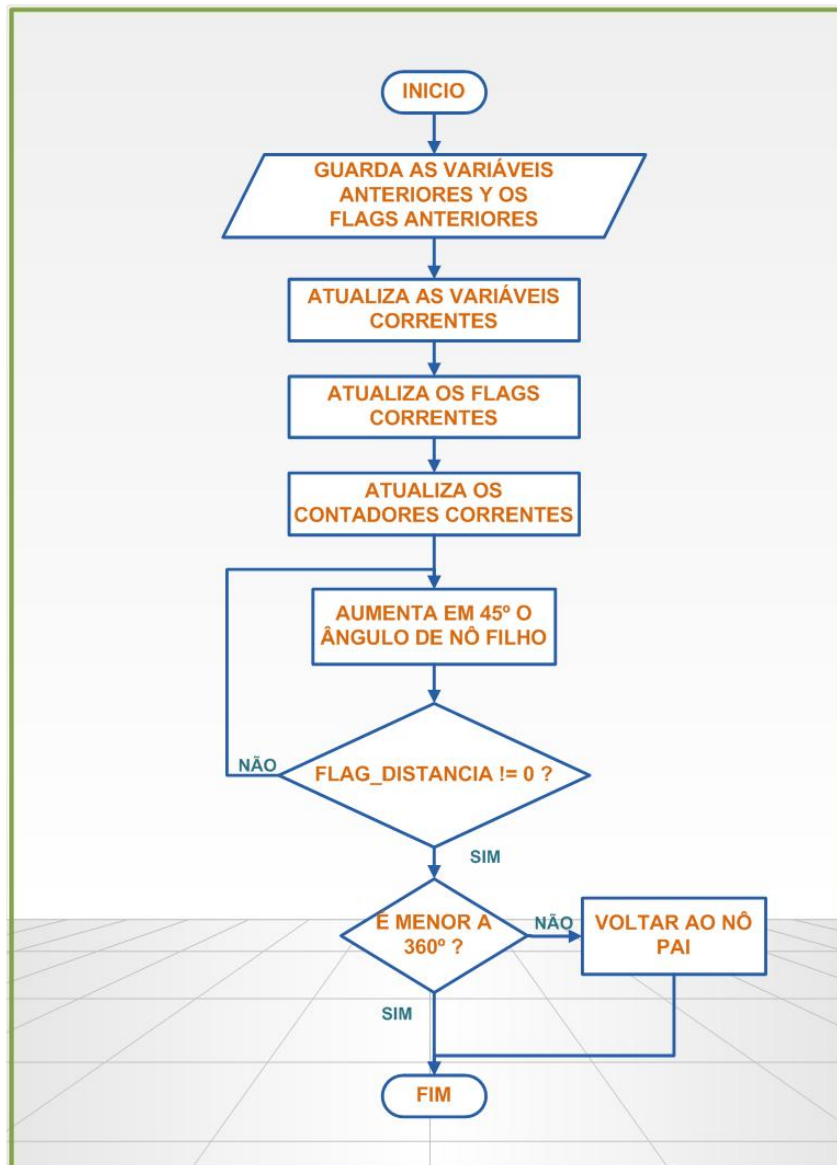 INICIO
GUARDA AS VARIÁVEIS
ANTERIORES Y OS
FLAGS ANTERIORES
ATUALIZA AS VARIÁVEIS
CORRENTES
ATUALIZA OS FLAGS
CORRENTES
ATUALIZA OS
CONTADORES CORRENTES
AUMENTA EM 45º O
ÂNGULO DE NÔ FILHO
FLAG_DISTANCIA != 0 ?
NÃO
SIM
E MENOR A
360º ?
NÃO
VOLTAR AO NÔ
PAI
SIM
FIM